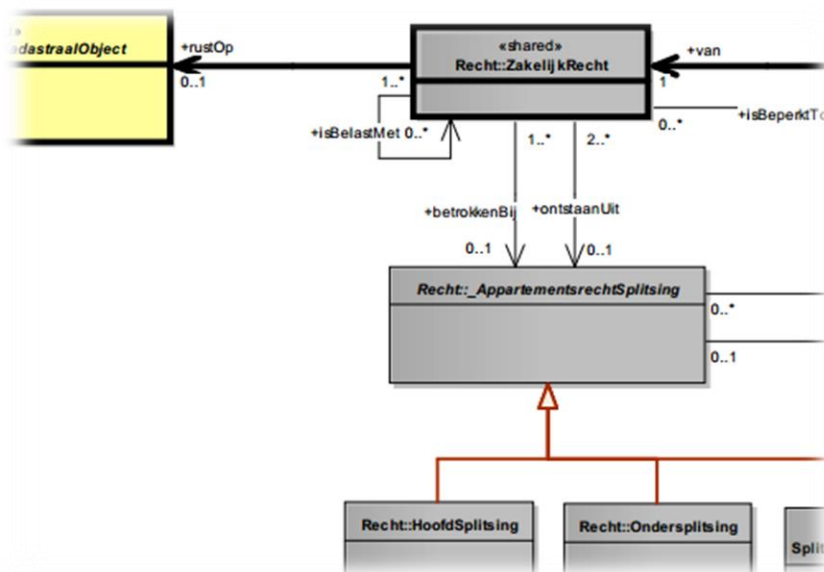 adastraalObject
+rustOp
0..1
1..*
«shared»
Recht::ZakelijkRecht
+van
1
+isBelastMet 0..*
0..*
+isBeperktTo
1..*
2..*
+betrokkenBij
+ontstaanUit
0..1
0..1
Recht::_AppartementsrechtSplitsing
0..*
0..1
Recht::HoofdSplitsing
Recht::Ondersplitsing
Split